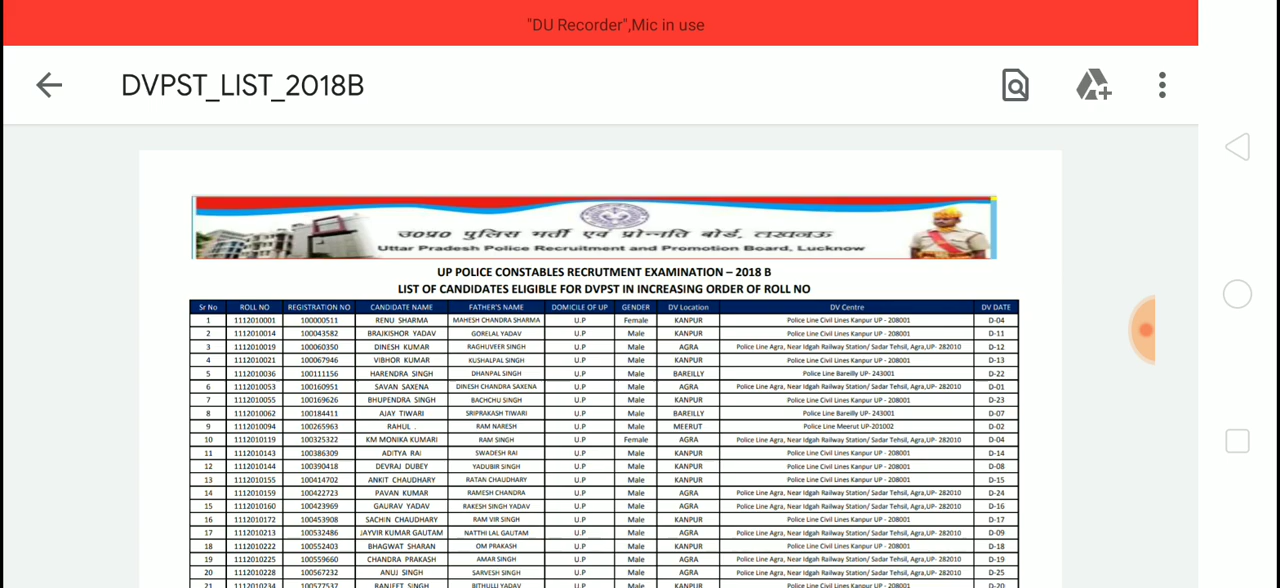 "DU Recorder",Mic in use
DVPST_LIST_2018B
उ०प्र० पुलिस भर्ती एवं प्रोन्नति बोर्ड, लखनऊ
Uttar Pradesh Police Recruitment and Promotion Board, Lucknow
UP POLICE CONSTABLES RECRUTMENT EXAMINATION – 2018 B
LIST OF CANDIDATES ELIGIBLE FOR DVPST IN INCREASING ORDER OF ROLL NO
Sr No ROLL NO REGISTRATION NO CANDIDATE NAME FATHER'S NAME DOMICILE OF UP GENDER DV Location DV Centre DV DATE
1 1112010001 100000511 RENU SHARMA MAHESH CHANDRA SHARMA U.P Female KANPUR Police Line Civil Lines Kanpur UP - 208001 D-04
2 1112010014 100043582 BRAJKISHOR YADAV GORELAL YADAV U.P Male KANPUR Police Line Civil Lines Kanpur UP - 208001 D-11
3 1112010019 100060350 DINESH KUMAR RAGHUVEER SINGH U.P Male AGRA Police Line Agra, Near Idgah Railway Station/ Sadar Tehsil, Agra,UP- 282010 D-12
4 1112010021 100067946 VIBHOR KUMAR KUSHALPAL SINGH U.P Male KANPUR Police Line Civil Lines Kanpur UP - 208001 D-13
5 1112010036 100111156 HARENDRA SINGH DHANPAL SINGH U.P Male BAREILLY Police Line Bareilly UP- 243001 D-22
6 1112010053 100160951 SAVAN SAXENA DINESH CHANDRA SAXENA U.P Male AGRA Police Line Agra, Near Idgah Railway Station/ Sadar Tehsil, Agra,UP- 282010 D-01
7 1112010055 100169626 BHUPENDRA SINGH BACHCHU SINGH U.P Male KANPUR Police Line Civil Lines Kanpur UP - 208001 D-23
8 1112010062 100184411 AJAY TIWARI SRIPRAKASH TIWARI U.P Male BAREILLY Police Line Bareilly UP- 243001 D-07
9 1112010094 100265963 RAHUL . RAM NARESH U.P Male MEERUT Police Line Meerut UP-201002 D-02
10 1112010119 100325322 KM MONIKA KUMARI RAM SINGH U.P Female AGRA Police Line Agra, Near Idgah Railway Station/ Sadar Tehsil, Agra,UP- 282010 D-04
11 1112010143 100386309 ADITYA RAI SWADESH RAI U.P Male KANPUR Police Line Civil Lines Kanpur UP - 208001 D-14
12 1112010144 100390418 DEVRAJ DUBEY YADUBIR SINGH U.P Male KANPUR Police Line Civil Lines Kanpur UP - 208001 D-08
13 1112010155 100414702 ANKIT CHAUDHARY RATAN CHAUDHARY U.P Male KANPUR Police Line Civil Lines Kanpur UP - 208001 D-15
14 1112010159 100422723 PAVAN KUMAR RAMESH CHANDRA U.P Male AGRA Police Line Agra, Near Idgah Railway Station/ Sadar Tehsil, Agra,UP- 282010 D-24
15 1112010160 100423969 GAURAV YADAV RAKESH SINGH YADAV U.P Male AGRA Police Line Agra, Near Idgah Railway Station/ Sadar Tehsil, Agra,UP- 282010 D-16
16 1112010172 100453908 SACHIN CHAUDHARY RAM VIR SINGH U.P Male KANPUR Police Line Civil Lines Kanpur UP - 208001 D-17
17 1112010213 100532486 JAYVIR KUMAR GAUTAM NATTHI LAL GAUTAM U.P Male AGRA Police Line Agra, Near Idgah Railway Station/ Sadar Tehsil, Agra,UP- 282010 D-09
18 1112010222 100552403 BHAGWAT SHARAN OM PRAKASH U.P Male KANPUR Police Line Civil Lines Kanpur UP - 208001 D-18
19 1112010225 100559660 CHANDRA PRAKASH AMAR SINGH U.P Male AGRA Police Line Agra, Near Idgah Railway Station/ Sadar Tehsil, Agra,UP- 282010 D-19
20 1112010228 100567232 ANUJ SINGH SARVESH SINGH U.P Male AGRA Police Line Agra, Near Idgah Railway Station/ Sadar Tehsil, Agra,UP- 282010 D-25
21 1112010234 100577537 RANJEET SINGH BITHULLI YADAV U.P Male KANPUR Police Line Civil Lines Kanpur UP - 208001 D-20